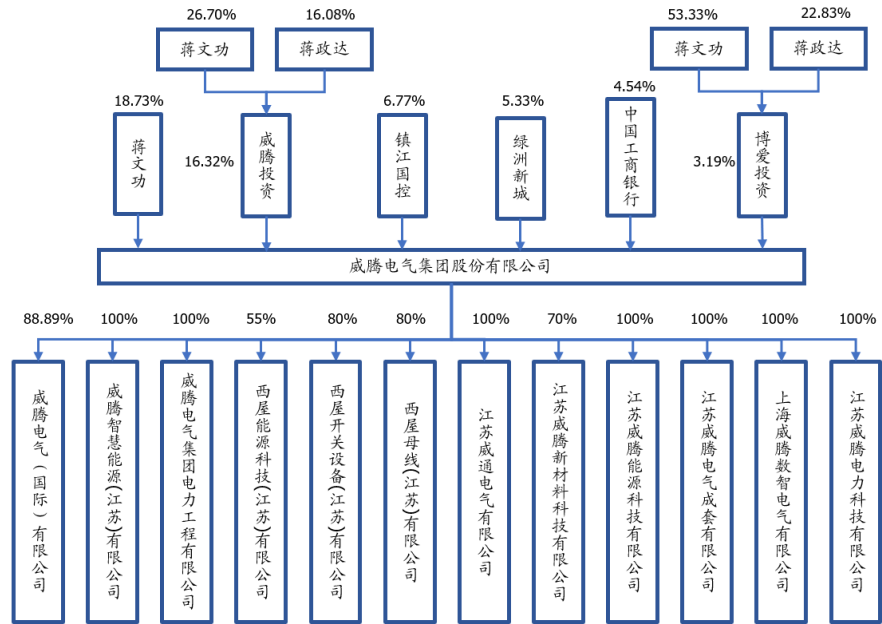 26.70%
16.08%
53.33%
22.83%
蒋文功
蒋政达
蒋文功
蒋政达
18.73%
6.77%
5.33%
4.54%
蒋文功
16.32%
威腾投资
镇江国控
绿洲新城
中国工商银行
3.19%
博爱投资
威腾电气集团股份有限公司
88.89%
100%
100%
55%
80%
80%
100%
70%
100%
100%
100%
100%
威腾电气（国际）有限公司
威腾智慧能源(江苏)有限公司
威腾电气集团电力工程有限公司
西屋能源科技(江苏)有限公司
西屋开关设备(江苏)有限公司
西屋母线(江苏)有限公司
江苏威通电气有限公司
江苏威腾新材料科技有限公司
江苏威腾能源科技有限公司
江苏威腾电气成套有限公司
上海威腾数智电气有限公司
江苏威腾电力科技有限公司